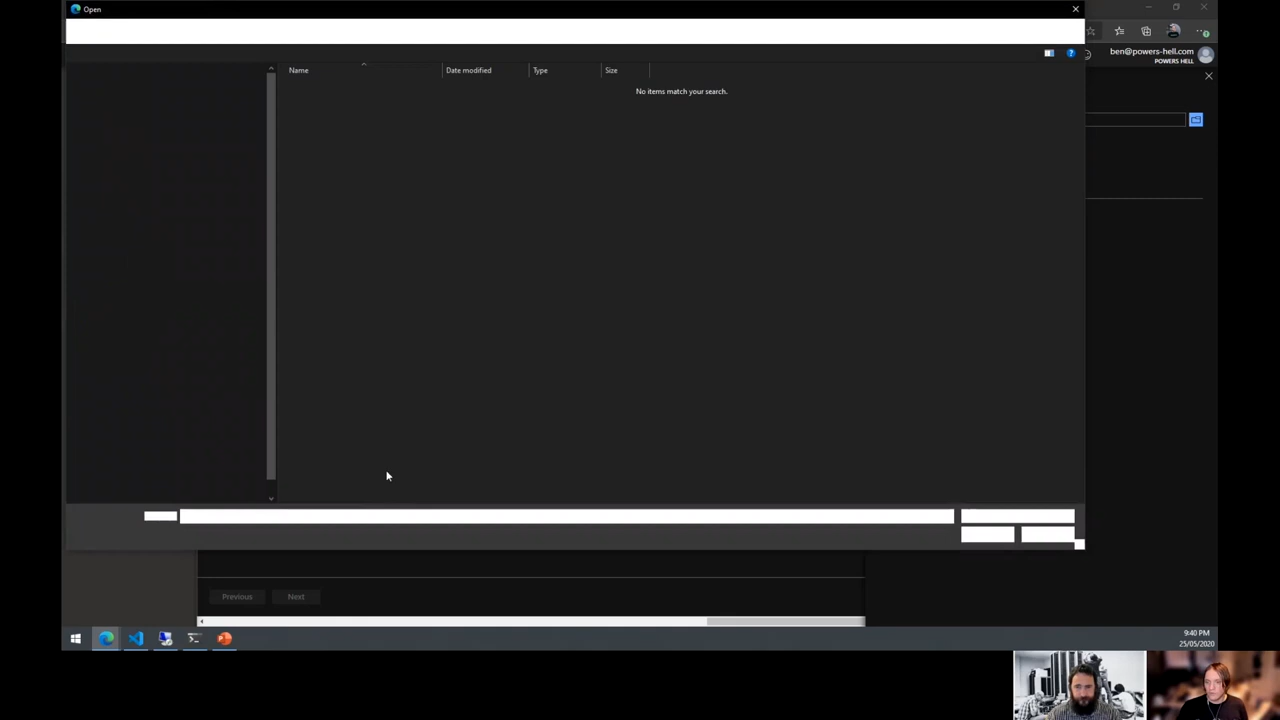 Open
ben@powers-hell.com
POWERS HELL
Name
Date modified
Type
Size
No items match your search.
Previous
Next
9:40 PM
25/05/2020